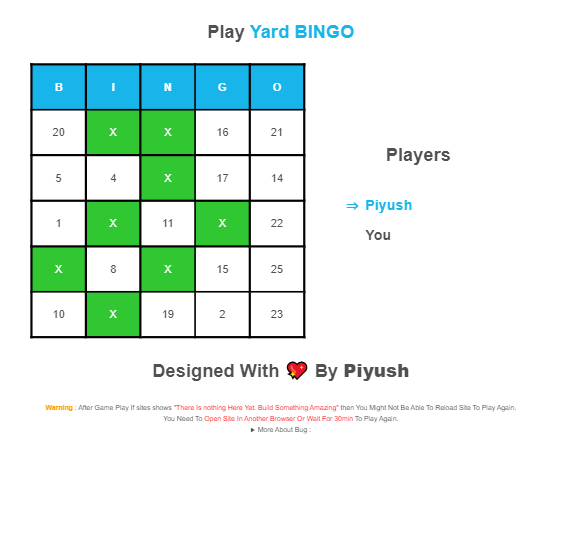 Play Yard BINGO
B I N G O
20 X X 16 21
5 4 X 17 14
1 X 11 X 22
X 8 X 15 25
10 X 19 2 23
Players
⇒ Piyush
You
Designed With 💘 By Piyush
Warning : After Game Play If sites shows "There Is nothing Here Yet. Build Something Amazing" then You Might Not Be Able To Reload Site To Play Again.
You Need To Open Site In Another Browser Or Wait For 30min To Play Again.
► More About Bug :